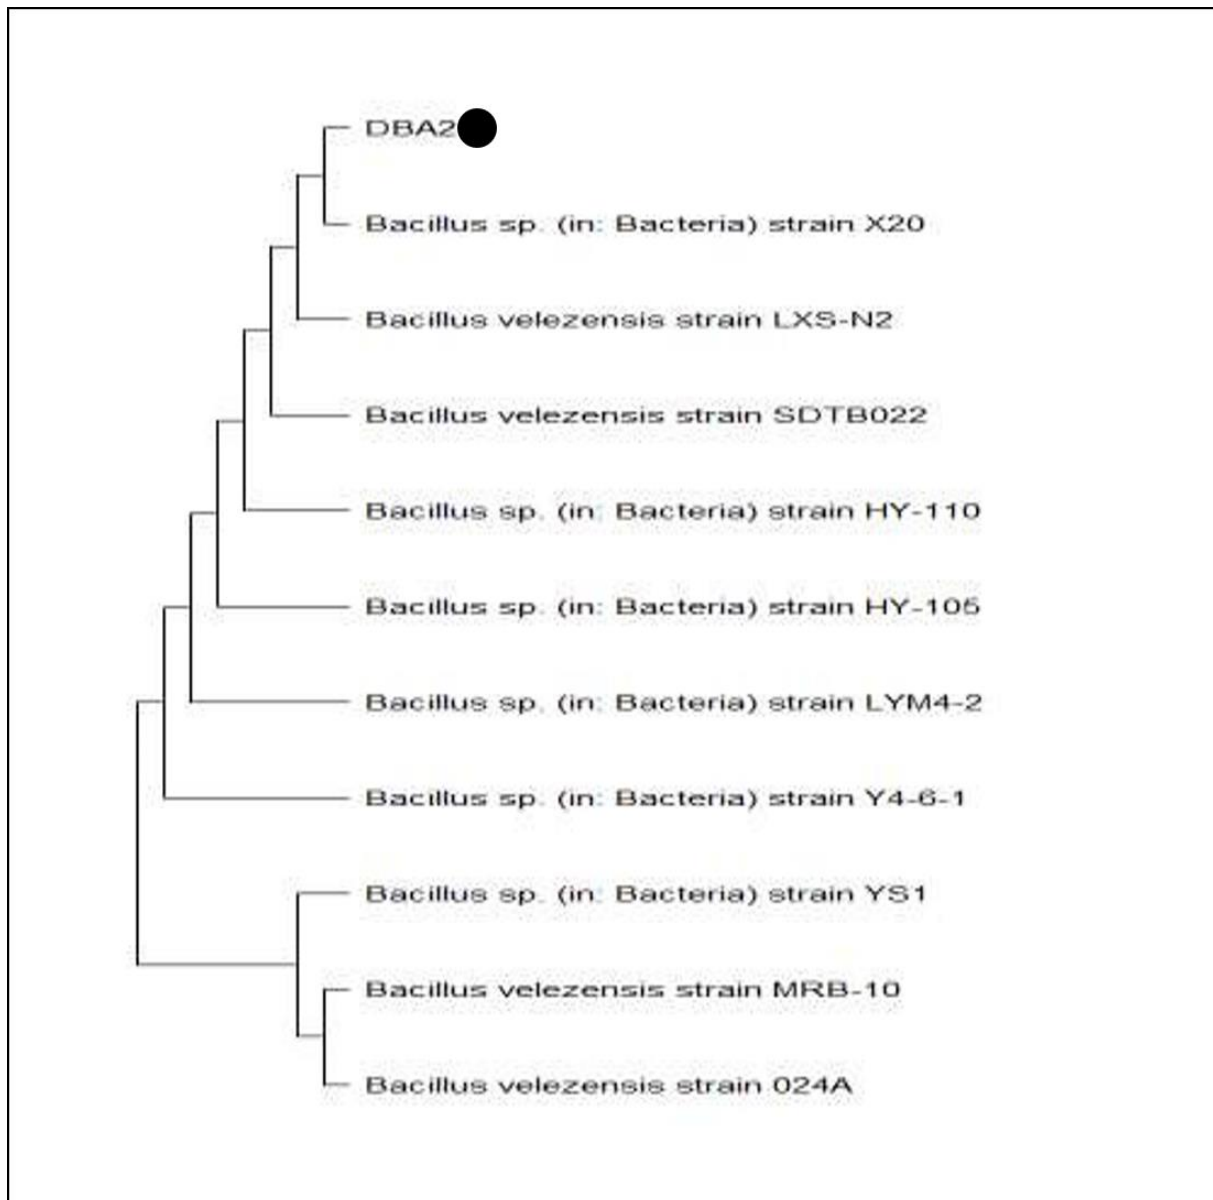 DBA2
Bacillus sp. (in: Bacteria) strain X20
Bacillus velezensis strain LXS-N2
Bacillus velezensis strain SDTB022
Bacillus sp. (in: Bacteria) strain HY-110
Bacillus sp. (in: Bacteria) strain HY-105
Bacillus sp. (in: Bacteria) strain LYM4-2
Bacillus sp. (in: Bacteria) strain Y4-6-1
Bacillus sp. (in: Bacteria) strain YS1
Bacillus velezensis strain MRB-10
Bacillus velezensis strain 024A